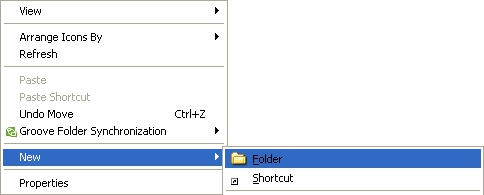 View
Arrange Icons By
Refresh
Paste
Paste Shortcut
Undo Move Ctrl+Z
Groove Folder Synchronization
New
Folder
Shortcut
Properties